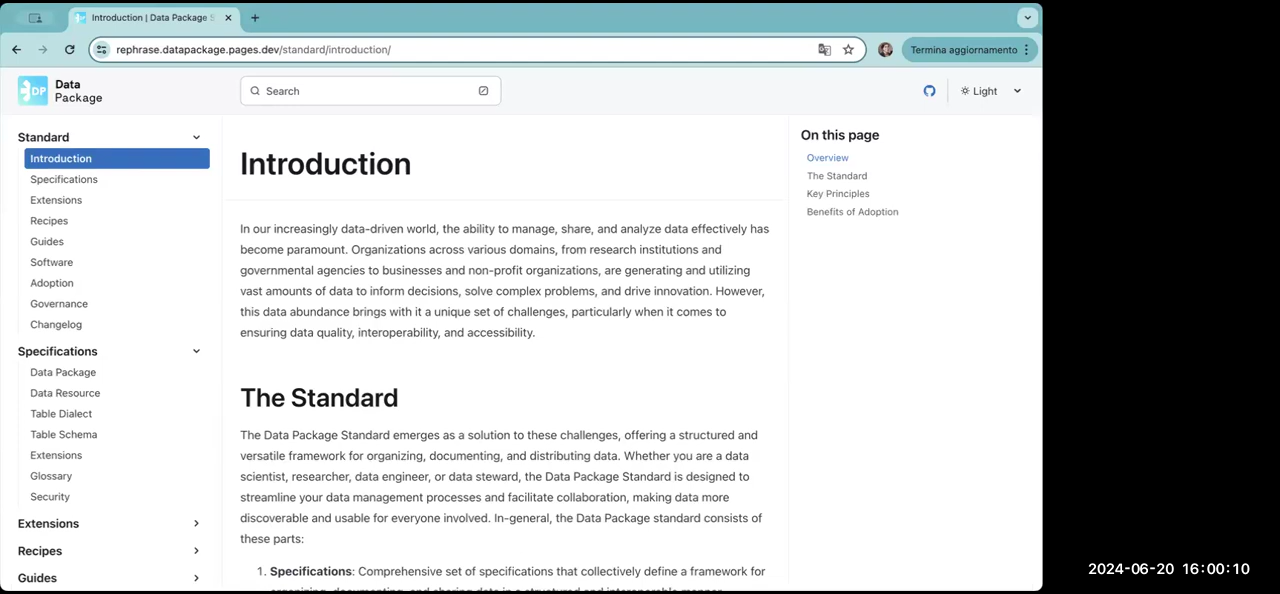 Introduction | Data Package S
rephrase.datapackage.pages.dev/standard/introduction/
Termina aggiornamento
DP
Data
Package
Search
Light
Standard
Introduction
Specifications
Extensions
Recipes
Guides
Software
Adoption
Governance
Changelog
Specifications
Data Package
Data Resource
Table Dialect
Table Schema
Extensions
Glossary
Security
Extensions
Recipes
Guides
Introduction
In our increasingly data-driven world, the ability to manage, share, and analyze data effectively has
become paramount. Organizations across various domains, from research institutions and
governmental agencies to businesses and non-profit organizations, are generating and utilizing
vast amounts of data to inform decisions, solve complex problems, and drive innovation. However,
this data abundance brings with it a unique set of challenges, particularly when it comes to
ensuring data quality, interoperability, and accessibility.
The Standard
The Data Package Standard emerges as a solution to these challenges, offering a structured and
versatile framework for organizing, documenting, and distributing data. Whether you are a data
scientist, researcher, data engineer, or data steward, the Data Package Standard is designed to
streamline your data management processes and facilitate collaboration, making data more
discoverable and usable for everyone involved. In-general, the Data Package standard consists of
these parts:
1. Specifications: Comprehensive set of specifications that collectively define a framework for
organizing, documenting, and sharing data in a structured and interoperable manner.
On this page
Overview
The Standard
Key Principles
Benefits of Adoption
2024-06-20 16:00:10